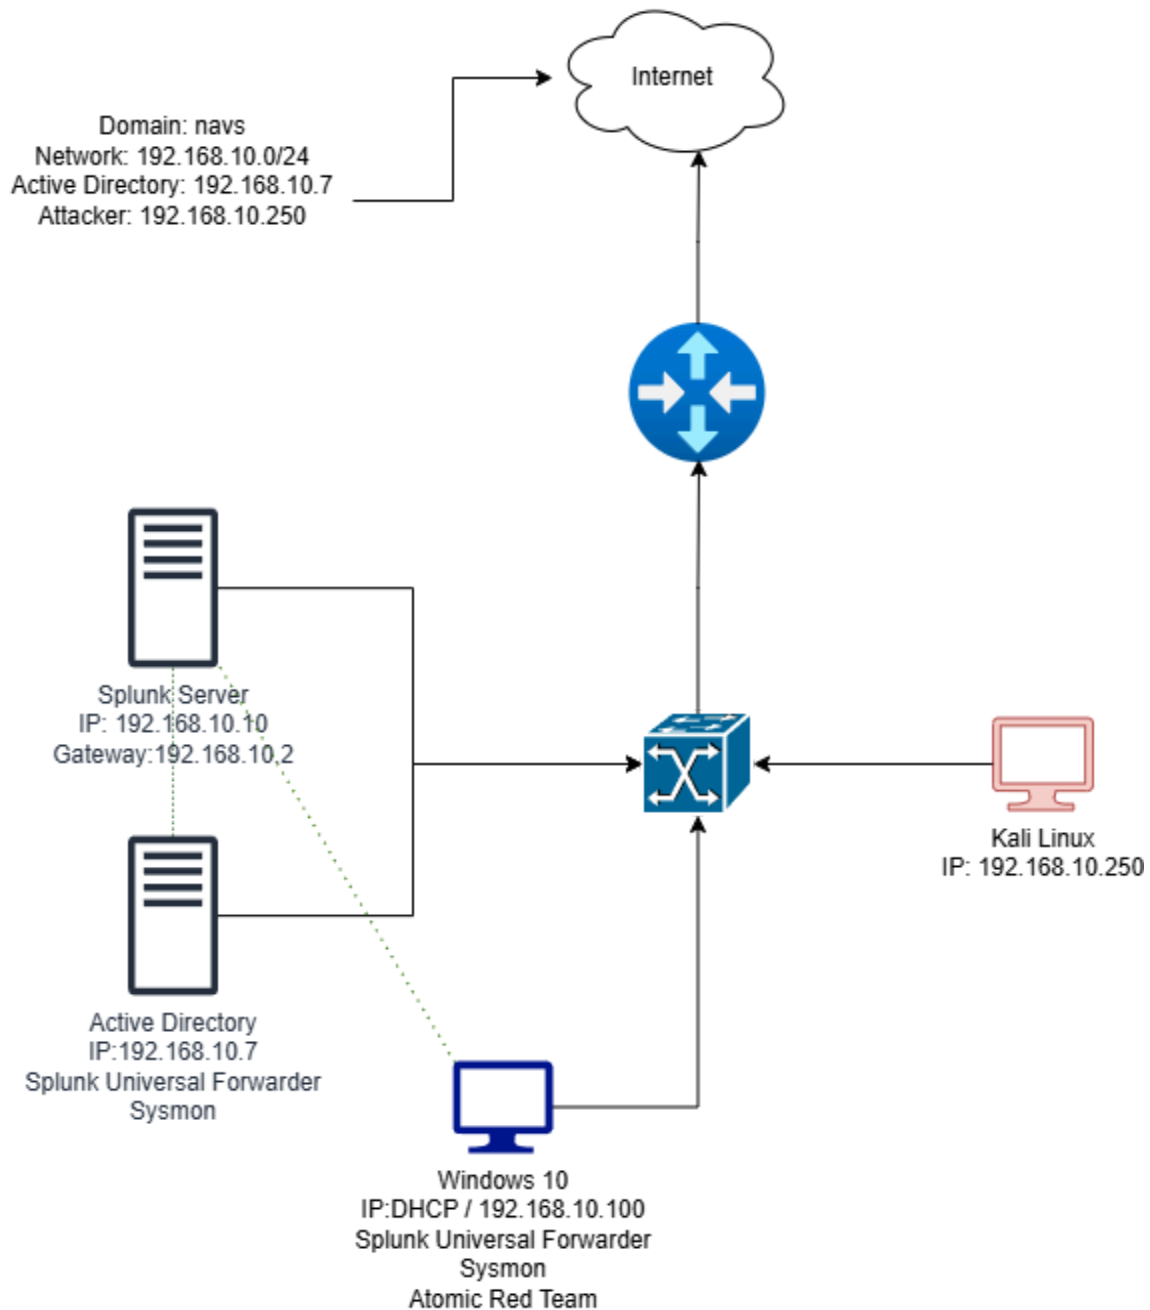 Internet
Domain: navs
Network: 192.168.10.0/24
Active Directory: 192.168.10.7
Attacker: 192.168.10.250
Splunk Server
IP: 192.168.10.10
Gateway:192.168.10.2
Kali Linux
IP: 192.168.10.250
Active Directory
IP:192.168.10.7
Splunk Universal Forwarder
Sysmon
Windows 10
IP:DHCP / 192.168.10.100
Splunk Universal Forwarder
Sysmon
Atomic Red Team